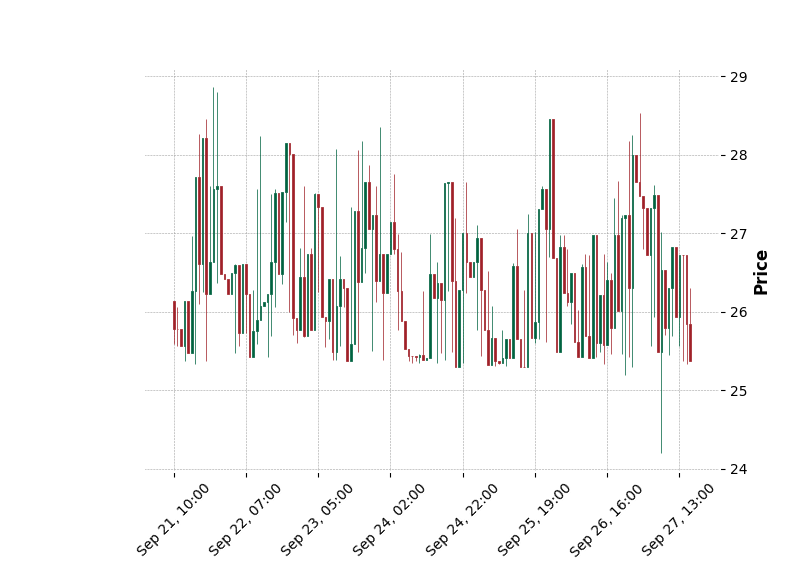 29
28
27
26
25
24
Price
Sep 21, 10:00
Sep 22, 07:00
Sep 23, 05:00
Sep 24, 02:00
Sep 24, 22:00
Sep 25, 19:00
Sep 26, 16:00
Sep 27, 13:00